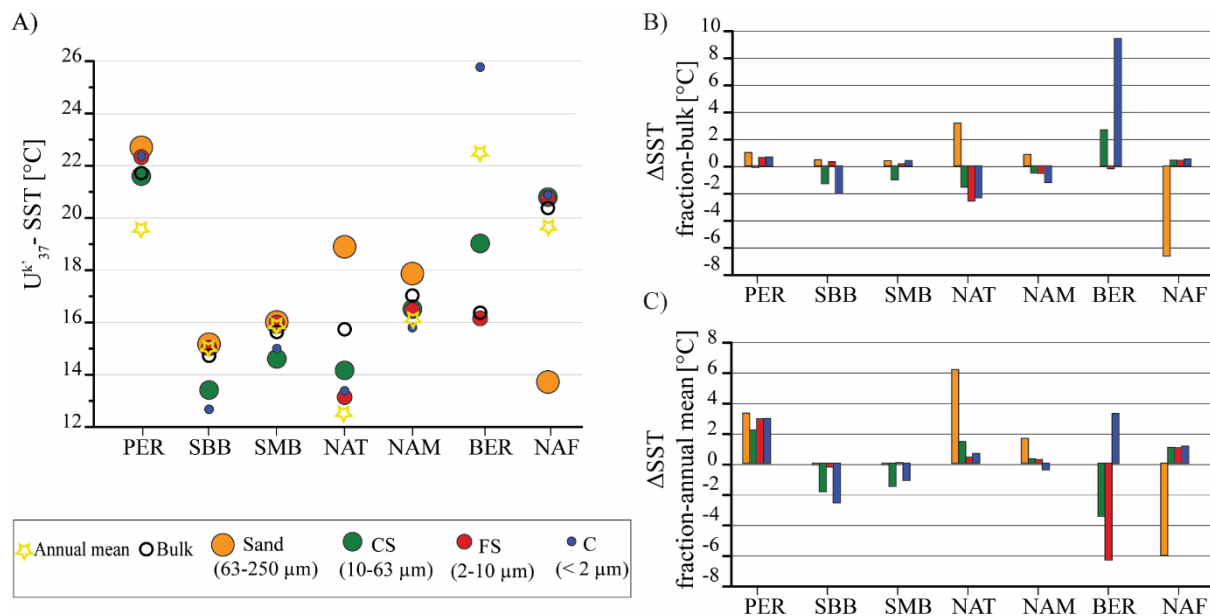 A)
26
24
22
20
18
16
14
12
U^k'_37- SST [°C]
PER SBB SMB NAT NAM BER NAF
Annual mean Bulk Sand CS FS C
(63-250 µm) (10-63 µm) (2-10 µm) (< 2 µm)
B)
10
8
6
4
2
0
-2
-4
-6
-8
ΔSST
fraction-bulk [°C]
PER SBB SMB NAT NAM BER NAF
C)
8
6
4
2
0
-2
-4
-6
-8
ΔSST
fraction-annual mean [°C]
PER SBB SMB NAT NAM BER NAF